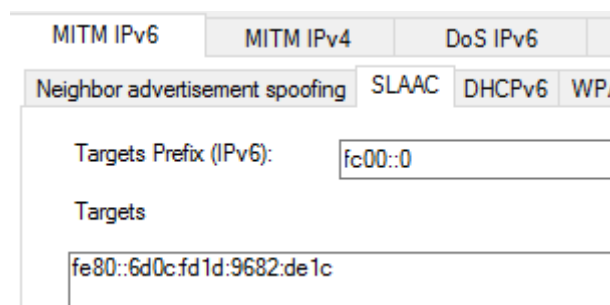 MITM IPv6 MITM IPv4 DoS IPv6
Neighbor advertisement spoofing SLAAC DHCPv6
Targets Prefix (IPv6): fc00::0
Targets
fe80::6d0c:fd1d:9682:de1c